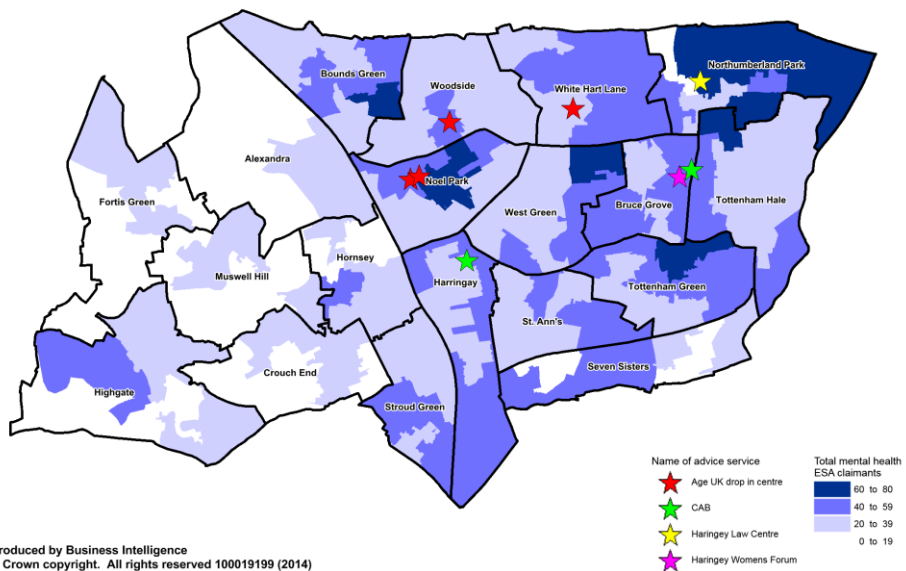 Northumberland Park
Bounds Green
Woodside
White Hart Lane
Alexandra
Noel Park
Fortis Green
West Green
Bruce Grove
Tottenham Hale
Hornsey
Muswell Hill
Harringay
Tottenham Green
St. Ann's
Seven Sisters
Crouch End
Highgate
Stroud Green
Name of advice service
Age UK drop in centre
CAB
Haringey Law Centre
Haringey Womens Forum
Total mental health
ESA claimants
60 to 80
40 to 59
20 to 39
0 to 19
roduced by Business Intelligence
Crown copyright. All rights reserved 100019199 (2014)